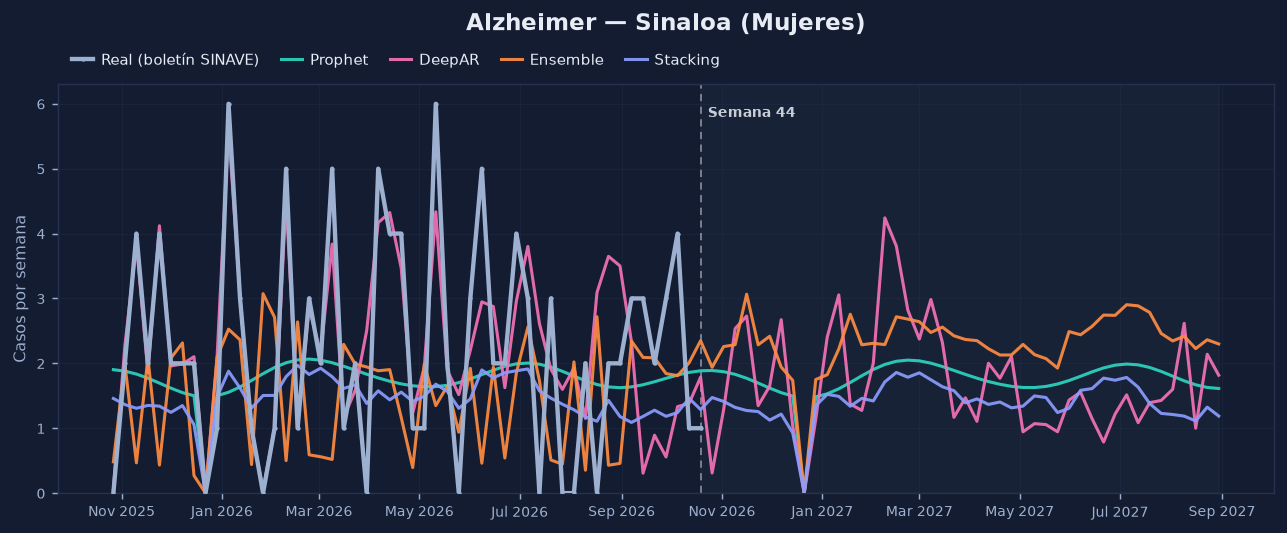 Alzheimer — Sinaloa (Mujeres)
Real (boletín SINAVE) Prophet DeepAR Ensemble Stacking
Semana 44
Casos por semana
6
5
4
3
2
1
0
Nov 2025 Jan 2026 Mar 2026 May 2026 Jul 2026 Sep 2026 Nov 2026 Jan 2027 Mar 2027 May 2027 Jul 2027 Sep 2027